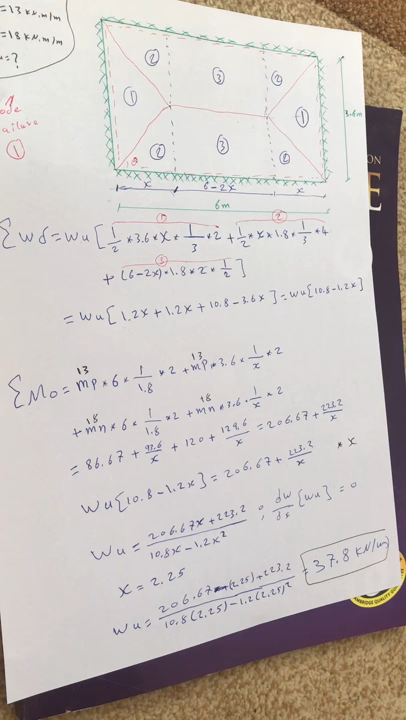 =13 kN.m/m
=18 kN.m/m
u=?
ode
ailure
①
② ③ ②
① ①
② ③ ②
θ
3.6m
x 6-2x x
6m
① ②
ΣWδ=Wu[1/2*3.6*x*1/3*2+1/2*x*1.8*1/3*4
③
+(6-2x)*1.8*2*1/2]
=Wu[1.2x+1.2x+10.8-3.6x]=Wu[10.8-1.2x]
13 13
ΣMθ=mp*6*1/1.8*2+mp*3.6*1/x*2
18 18
+mn*6*1/1.8*2+mn*3.6*1/x*2
=86.67+93.6/x+120+129.6/x=206.67+223.2/x
Wu[10.8-1.2x]=206.67+223.2/x *x
Wu=206.67x+223.2/10.8x-1.2x² ; dw/dx[Wu]=0
x=2.25
Wu=206.67(2.25)+223.2/10.8(2.25)-1.2(2.25)²=37.8 kN/m
ON
E
CAMBRIDGE QUALITY